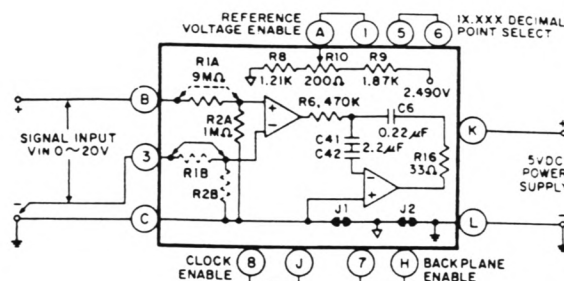 REFERENCE
VOLTAGE ENABLE
A
1
5
6
1X.XXX DECIMAL
POINT SELECT
R1A
9MΩ
R8
1.21K
R10
200Ω
R9
1.87K
2.490V
B
R2A
1MΩ
R6, 470K
C6
0.22µF
K
+
+
SIGNAL INPUT
VIN 0~20V
+
−
C41
C42
2.2µF
R16
33Ω
5VDC
POWER
SUPPLY
3
R1B
R2B
−
+
−
C
J1
J2
L
−
CLOCK
ENABLE
8
J
7
H
BACKPLANE
ENABLE